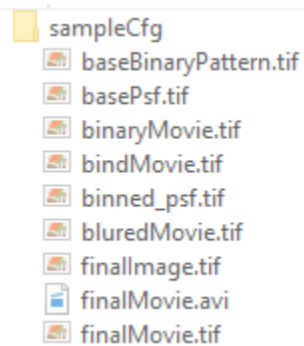 sampleCfg
baseBinaryPattern.tif
basePsf.tif
binaryMovie.tif
bindMovie.tif
binned_psf.tif
bluredMovie.tif
finalImage.tif
finalMovie.avi
finalMovie.tif